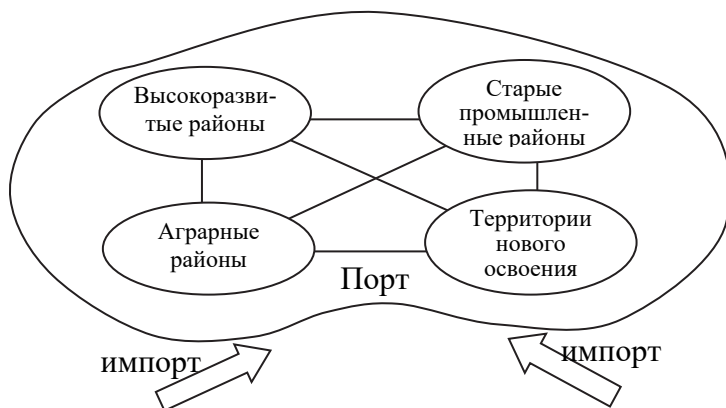 Высокоразви-
тые районы
Старые
промышлен-
ные районы
Аграрные
районы
Территории
нового
освоения
Порт
импорт
импорт